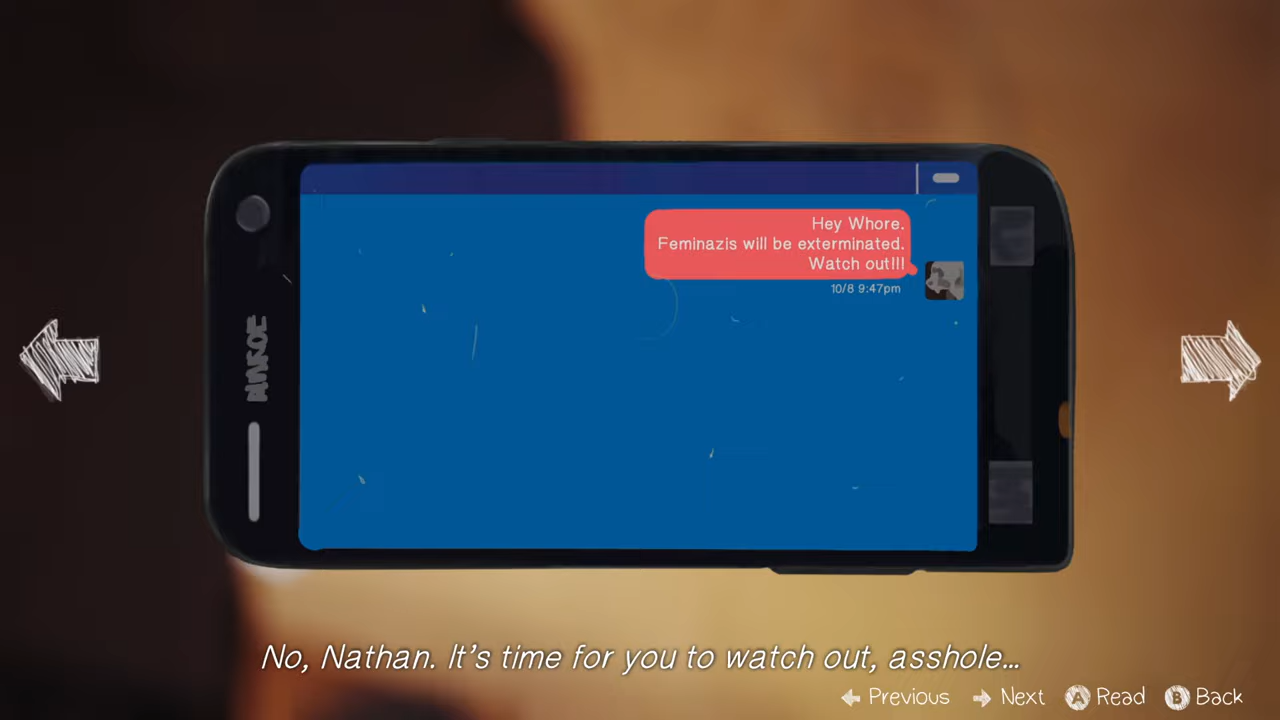 Hey Whore.
Feminazis will be exterminated.
Watch out!!!
10/8 9:47pm
No, Nathan. It's time for you to watch out, asshole...
Previous Next A Read B Back